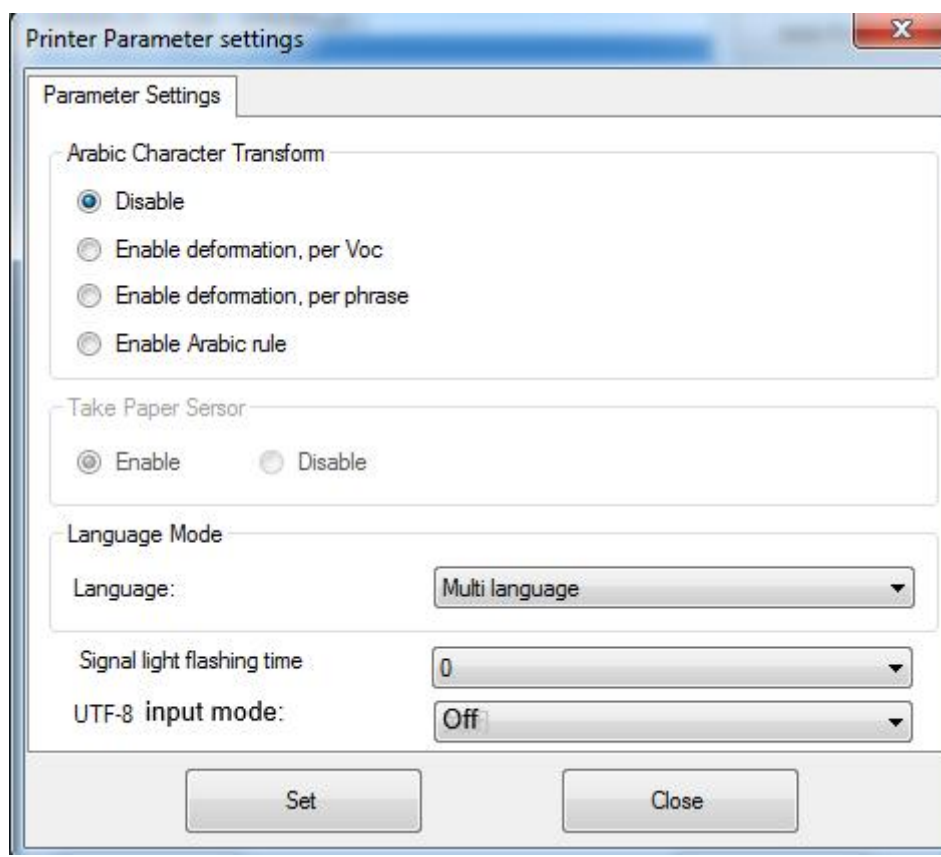 Printer Parameter settings
Parameter Settings
Arabic Character Transform
Disable
Enable deformation, per Voc
Enable deformation, per phrase
Enable Arabic rule
Take Paper Sersor
Enable Disable
Language Mode
Language: Multi language
Signal light flashing time 0
UTF-8 input mode: Off
Set Close